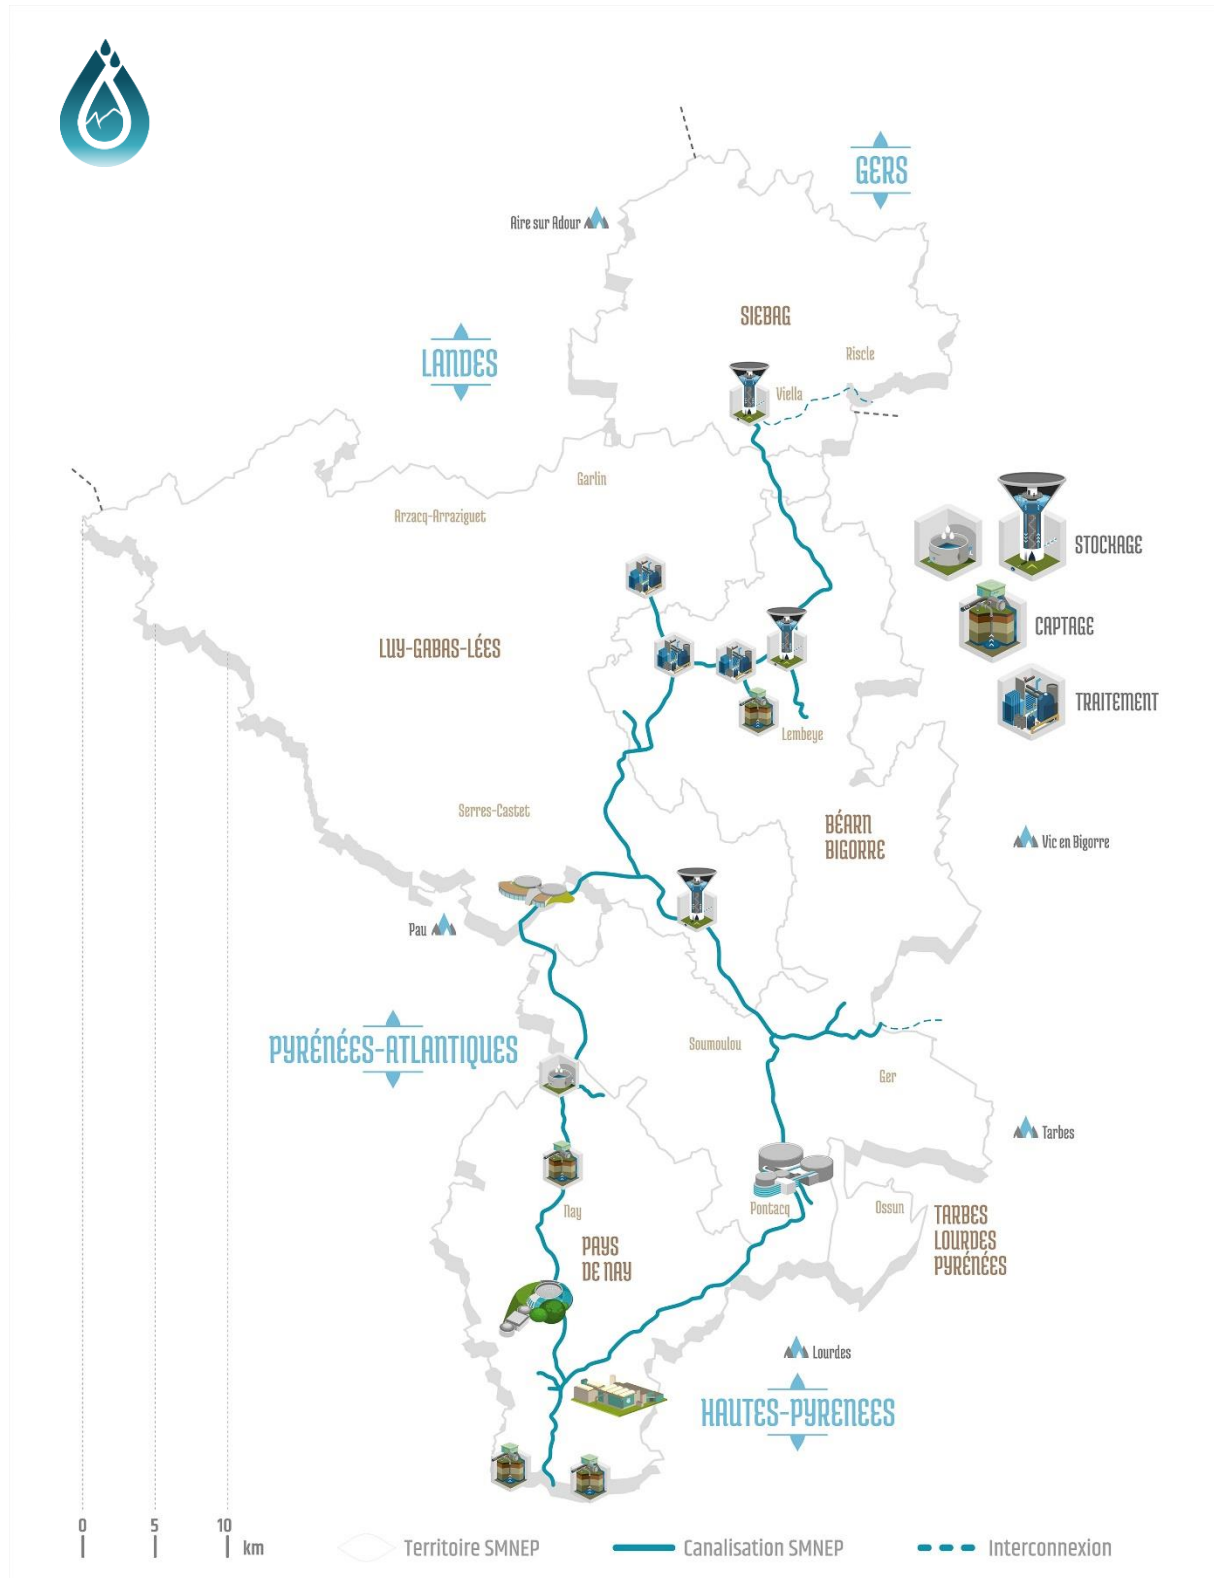 GERS
Aire sur Adour
SIEBAG
LANDES
Riscle
Viella
Garlin
Arzacq-Arraziguet
STOCKAGE
CAPTAGE
LUY-GABAS-LÉES
TRAITEMENT
Lembeye
Serres-Castet
BÉARN
BIGORRE
Vic en Bigorre
Pau
PYRÉNÉES-ATLANTIQUES
Soumoulou
Ger
Tarbes
Nay
Pontacq
Ossun
TARBES
LOURDES
PYRÉNÉES
PAYS
DE NAY
Lourdes
HAUTES-PYRENEES
0 5 10
km
Territoire SMNEP
Canalisation SMNEP
Interconnexion